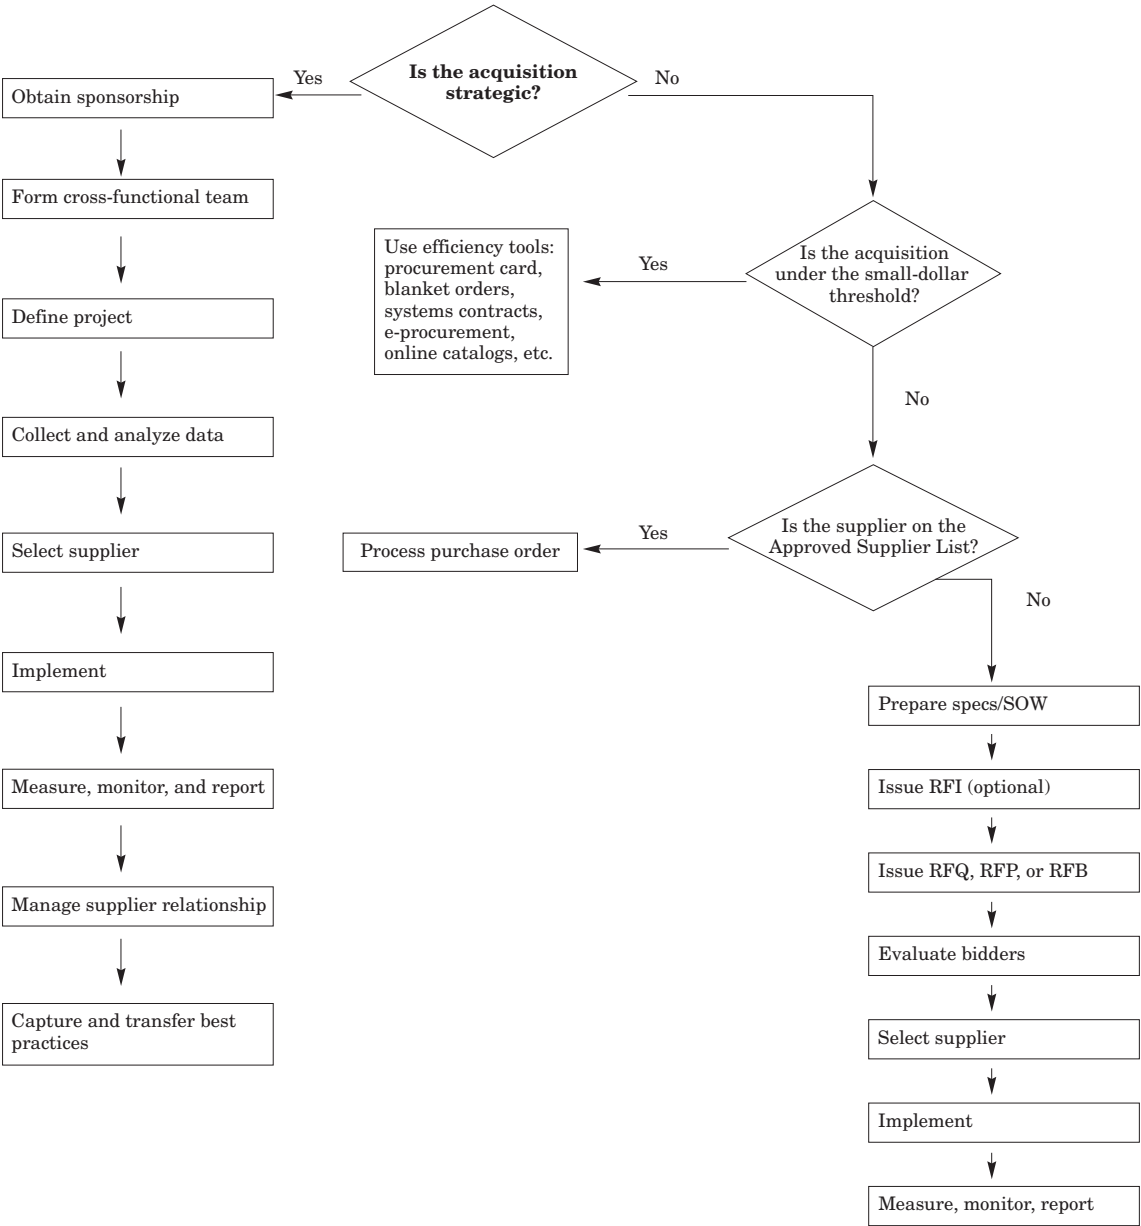 Is the acquisition
strategic?
Yes
No
Obtain sponsorship
Form cross-functional team
Define project
Collect and analyze data
Select supplier
Implement
Measure, monitor, and report
Manage supplier relationship
Capture and transfer best
practices
Is the acquisition
under the small-dollar
threshold?
Yes
Use efficiency tools:
procurement card,
blanket orders,
systems contracts,
e-procurement,
online catalogs, etc.
No
Is the supplier on the
Approved Supplier List?
Yes
Process purchase order
No
Prepare specs/SOW
Issue RFI (optional)
Issue RFQ, RFP, or RFB
Evaluate bidders
Select supplier
Implement
Measure, monitor, report